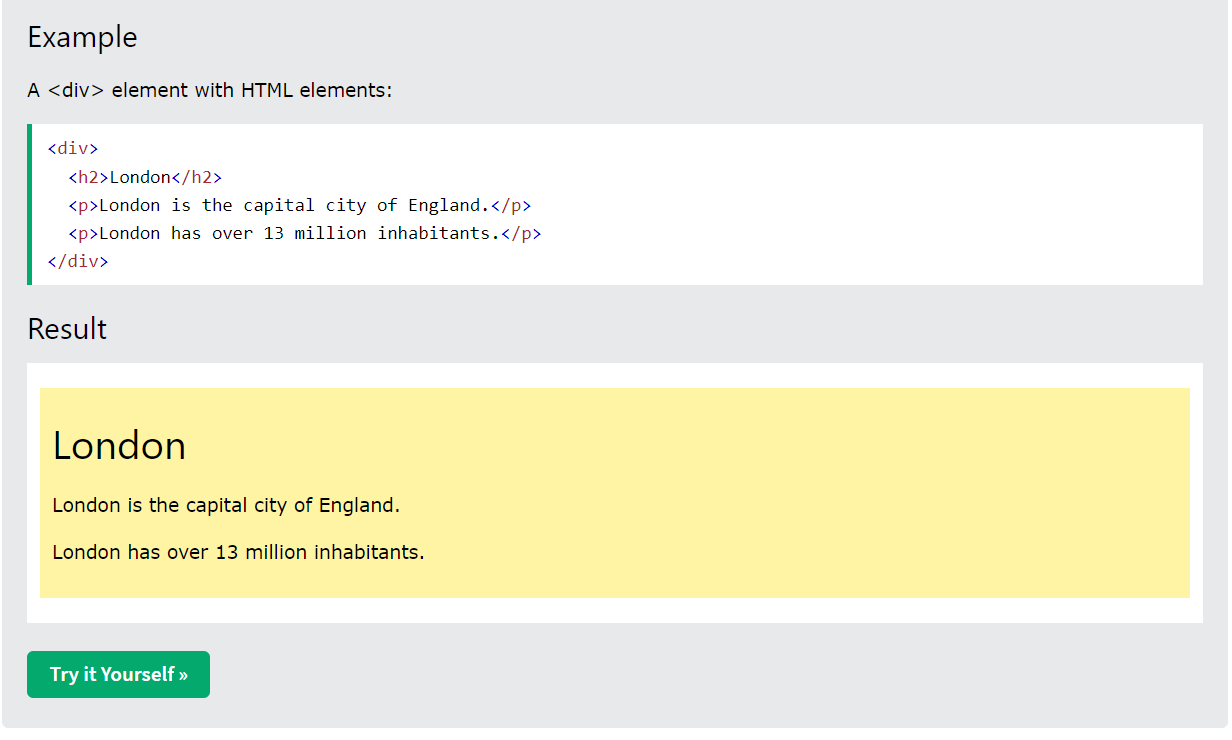 Example
A <div> element with HTML elements:
<div>
  <h2>London</h2>
  <p>London is the capital city of England.</p>
  <p>London has over 13 million inhabitants.</p>
</div>
Result
London
London is the capital city of England.
London has over 13 million inhabitants.
Try it Yourself »